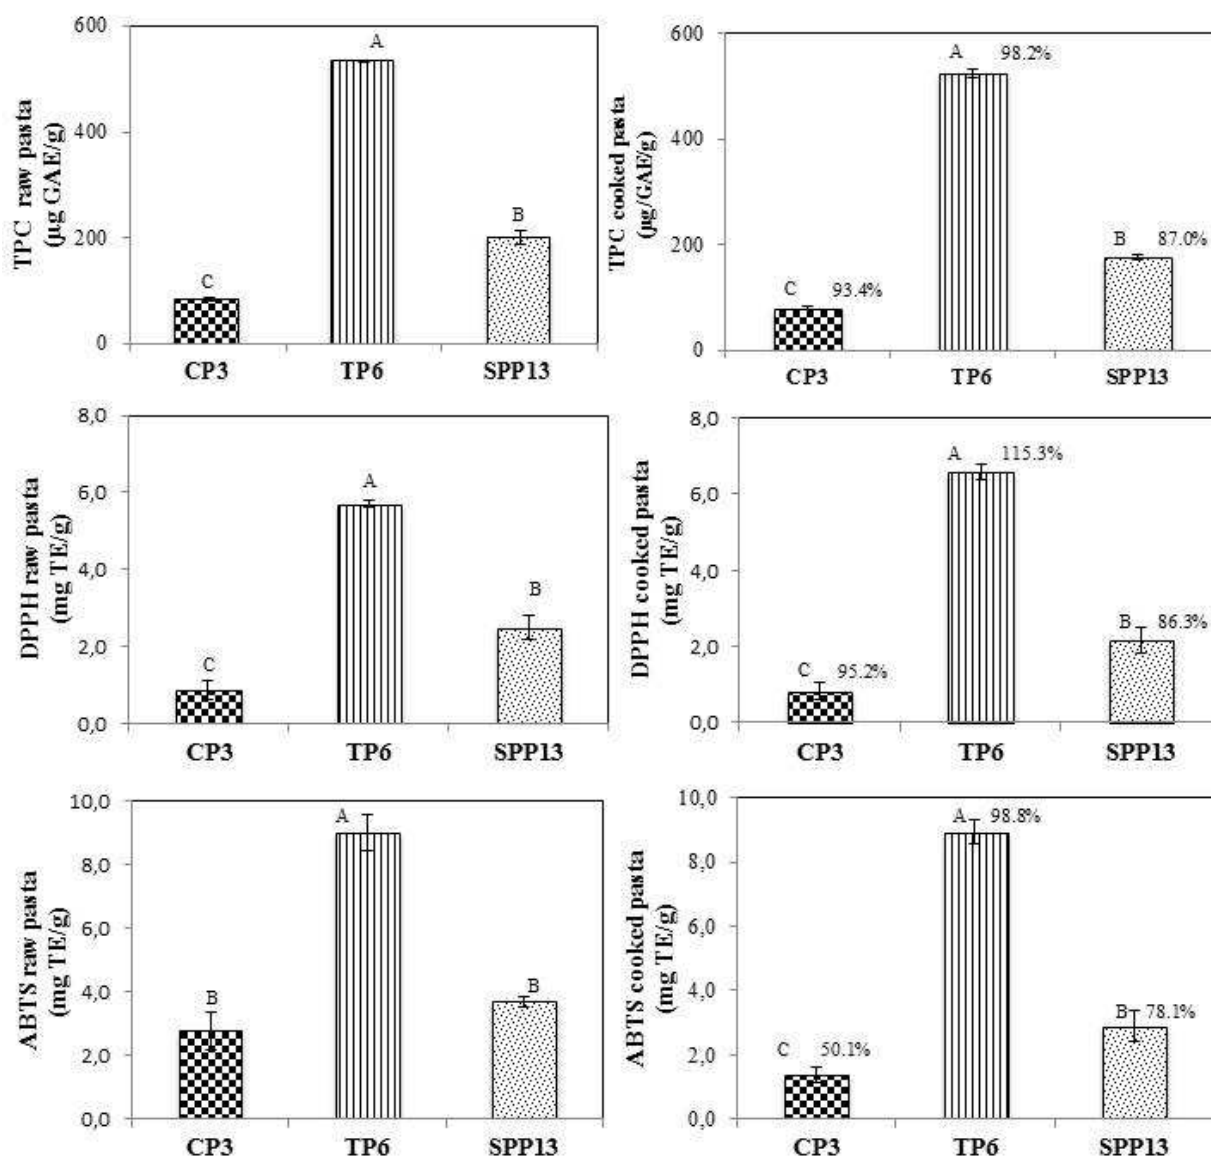 TPC raw pasta
(µg GAE/g)
600
400
200
0
C
A
B
CP3 TP6 SPP13
TPC cooked pasta
(µg/GAE/g)
600
400
200
0
C 93.4%
A 98.2%
B 87.0%
CP3 TP6 SPP13
DPPH raw pasta
(mg TE/g)
8,0
6,0
4,0
2,0
0,0
C
A
B
CP3 TP6 SPP13
DPPH cooked pasta
(mg TE/g)
8,0
6,0
4,0
2,0
0,0
C 95.2%
A 115.3%
B 86.3%
CP3 TP6 SPP13
ABTS raw pasta
(mg TE/g)
10,0
8,0
6,0
4,0
2,0
0,0
B
A
B
CP3 TP6 SPP13
ABTS cooked pasta
(mg TE/g)
10,0
8,0
6,0
4,0
2,0
0,0
C 50.1%
A 98.8%
B 78.1%
CP3 TP6 SPP13